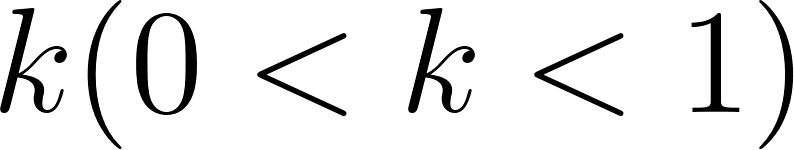 k(0 < k < 1)